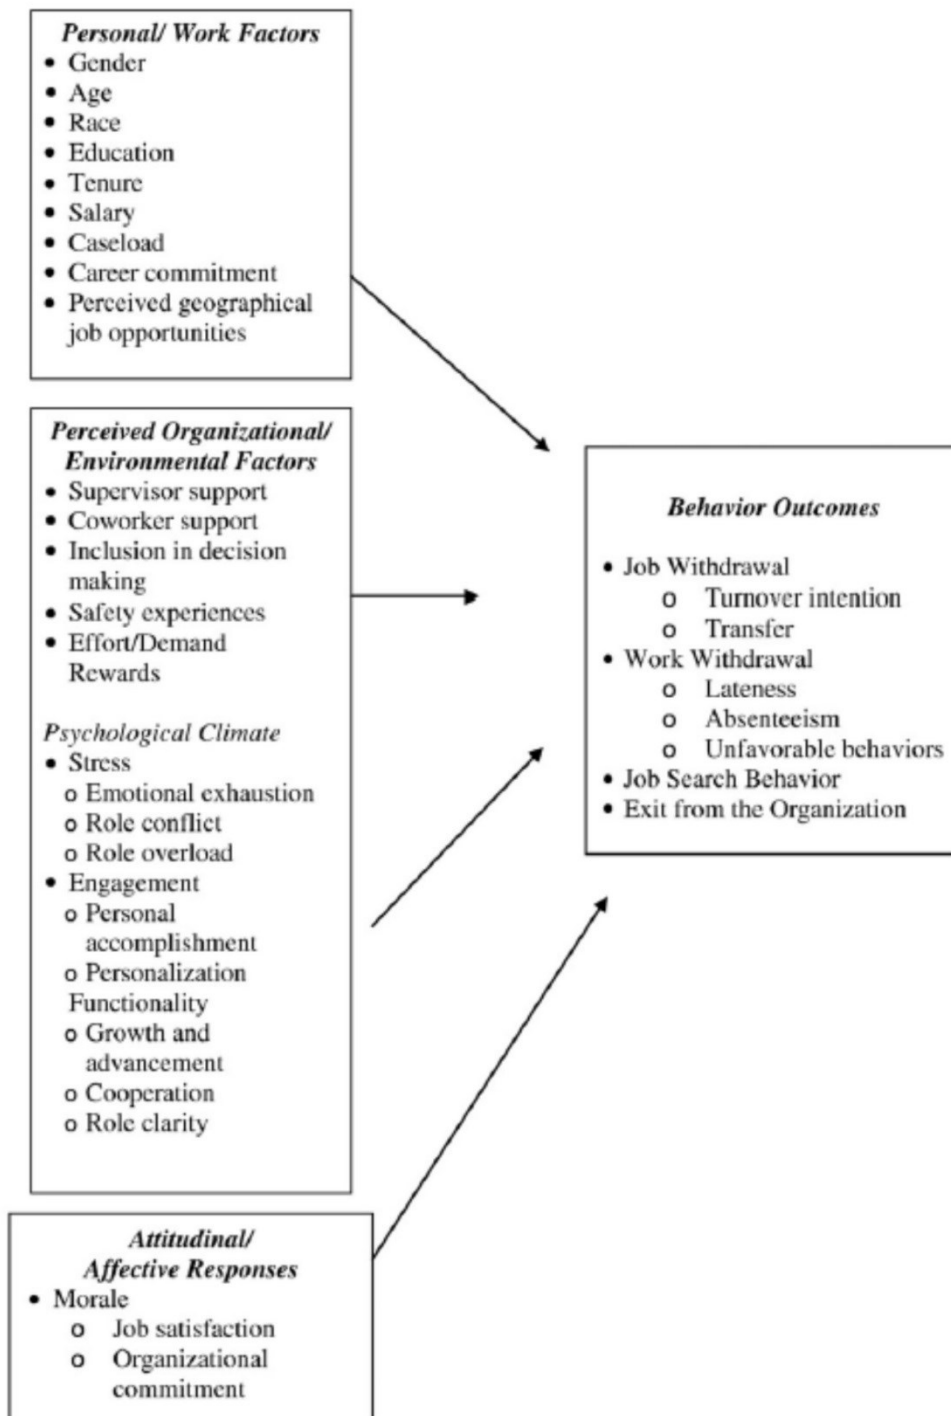 Personal/ Work Factors
• Gender
• Age
• Race
• Education
• Tenure
• Salary
• Caseload
• Career commitment
• Perceived geographical
job opportunities
Perceived Organizational/
Environmental Factors
• Supervisor support
• Coworker support
• Inclusion in decision
making
• Safety experiences
• Effort/Demand
Rewards
Psychological Climate
• Stress
o Emotional exhaustion
o Role conflict
o Role overload
• Engagement
o Personal
accomplishment
o Personalization
Functionality
o Growth and
advancement
o Cooperation
o Role clarity
Attitudinal/
Affective Responses
• Morale
o Job satisfaction
o Organizational
commitment
Behavior Outcomes
• Job Withdrawal
o Turnover intention
o Transfer
• Work Withdrawal
o Lateness
o Absenteeism
o Unfavorable behaviors
• Job Search Behavior
• Exit from the Organization